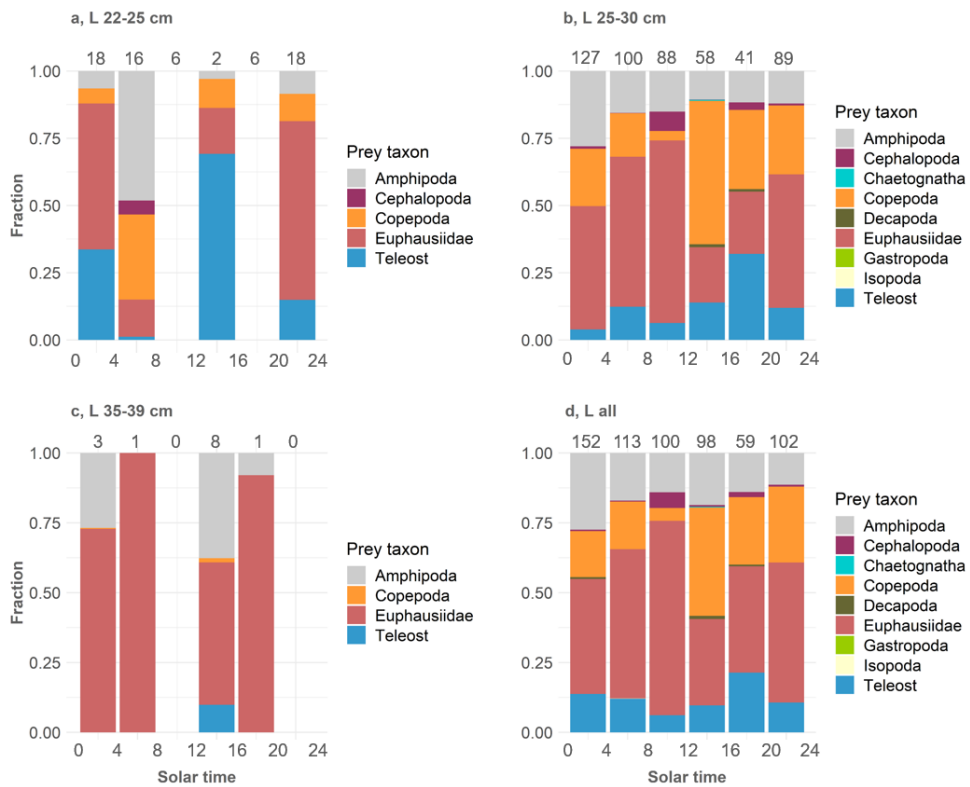 a, L 22-25 cm
18 16 6 2 6 18
1.00
0.75
0.50
0.25
0.00
Fraction
0 4 8 12 16 20 24
Prey taxon
Amphipoda
Cephalopoda
Copepoda
Euphausiidae
Teleost
b, L 25-30 cm
127 100 88 58 41 89
1.00
0.75
0.50
0.25
0.00
0 4 8 12 16 20 24
Prey taxon
Amphipoda
Cephalopoda
Chaetognatha
Copepoda
Decapoda
Euphausiidae
Gastropoda
Isopoda
Teleost
c, L 35-39 cm
3 1 0 8 1 0
1.00
0.75
0.50
0.25
0.00
Fraction
0 4 8 12 16 20 24
Solar time
Prey taxon
Amphipoda
Copepoda
Euphausiidae
Teleost
d, L all
152 113 100 98 59 102
1.00
0.75
0.50
0.25
0.00
0 4 8 12 16 20 24
Solar time
Prey taxon
Amphipoda
Cephalopoda
Chaetognatha
Copepoda
Decapoda
Euphausiidae
Gastropoda
Isopoda
Teleost